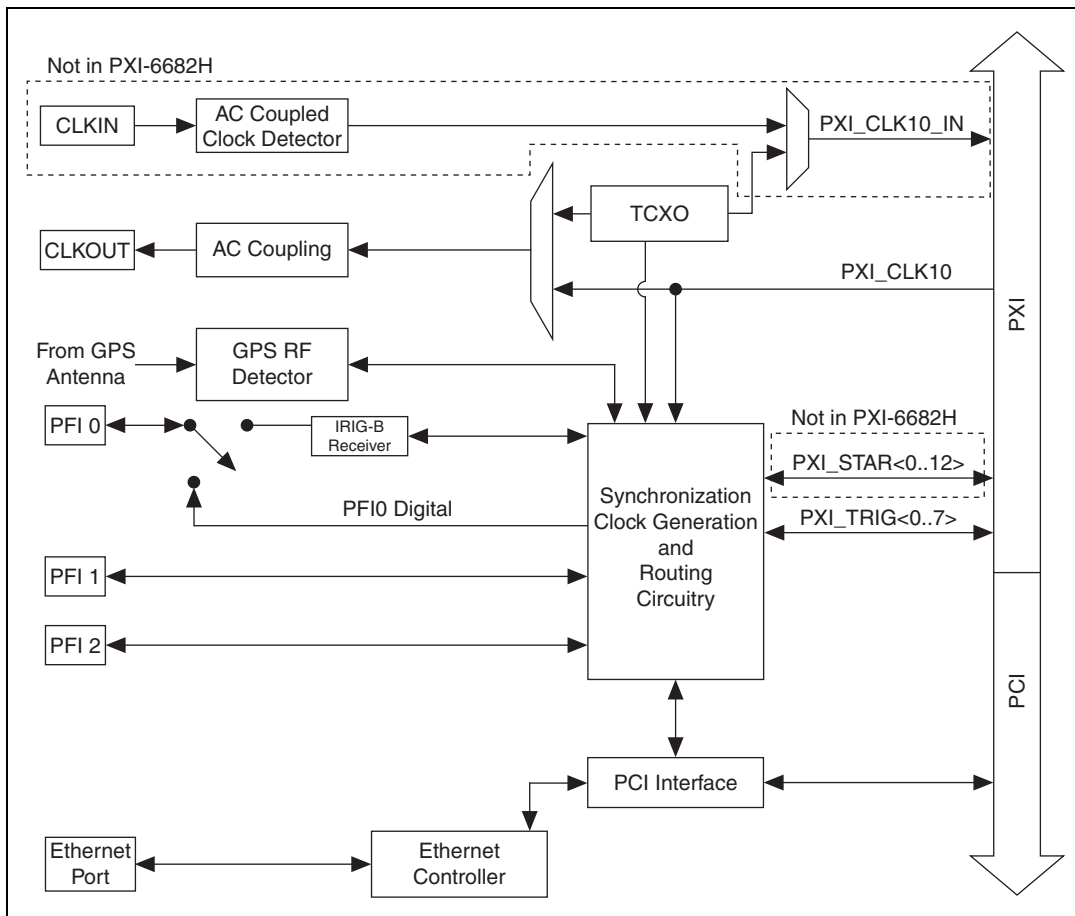 Not in PXI-6682H
CLKIN
AC Coupled
Clock Detector
PXI_CLK10_IN
TCXO
CLKOUT
AC Coupling
PXI_CLK10
PXI
From GPS
Antenna
GPS RF
Detector
PFI 0
IRIG-B
Receiver
Not in PXI-6682H
PXI_STAR<0..12>
PFI0 Digital
Synchronization
Clock Generation
and
Routing
Circuitry
PXI_TRIG<0..7>
PFI 1
PFI 2
PCI
PCI Interface
Ethernet
Port
Ethernet
Controller